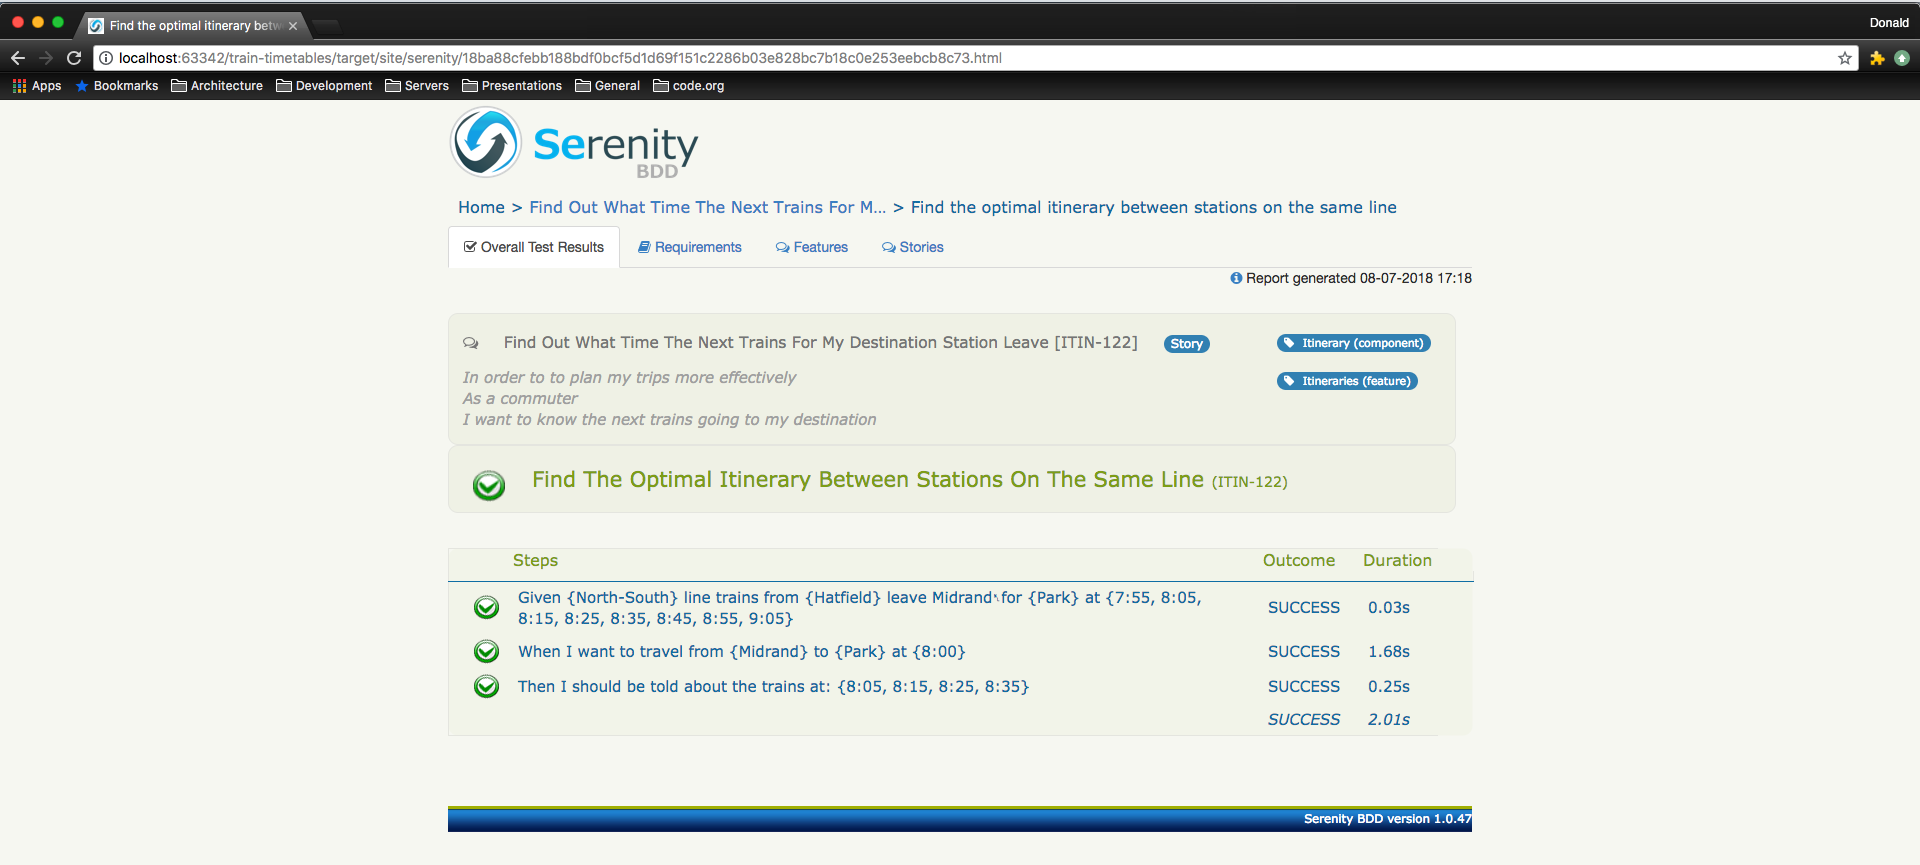 Find the optimal itinerary betw
Donald
localhost:63342/train-timetables/target/site/serenity/18ba88cfebb188bdf0bcf5d1d69f151c2286b03e828bc7b18c0e253eebcb8c73.html
Apps Bookmarks Architecture Development Servers Presentations General code.org
Serenity
BDD
Home > Find Out What Time The Next Trains For M... > Find the optimal itinerary between stations on the same line
Overall Test Results Requirements Features Stories
Report generated 08-07-2018 17:18
Find Out What Time The Next Trains For My Destination Station Leave [ITIN-122] Story Itinerary (component)
In order to to plan my trips more effectively Itineraries (feature)
As a commuter
I want to know the next trains going to my destination
Find The Optimal Itinerary Between Stations On The Same Line (ITIN-122)
Steps Outcome Duration
Given {North-South} line trains from {Hatfield} leave Midrand for {Park} at {7:55, 8:05,
8:15, 8:25, 8:35, 8:45, 8:55, 9:05} SUCCESS 0.03s
When I want to travel from {Midrand} to {Park} at {8:00} SUCCESS 1.68s
Then I should be told about the trains at: {8:05, 8:15, 8:25, 8:35} SUCCESS 0.25s
SUCCESS 2.01s
Serenity BDD version 1.0.47